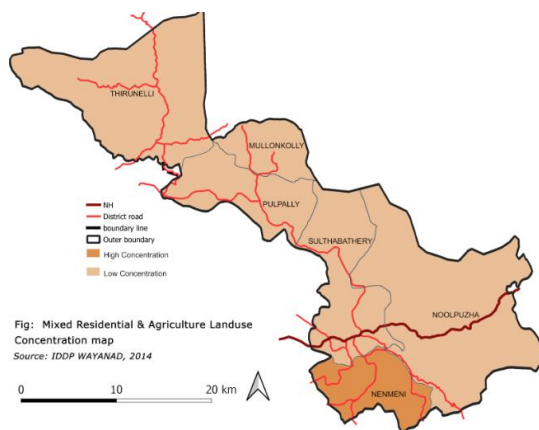 THIRUNELLI
MULLONKOLLY
PULPALLY
SULTHABATHERY
NOOLPUZHA
NENMENI
NH
District road
boundary line
Outer boundary
High Concentration
Low Concentration
Fig: Mixed Residential & Agriculture Landuse
Concentration map
Source: IDDP WAYANAD, 2014
0 10 20 km